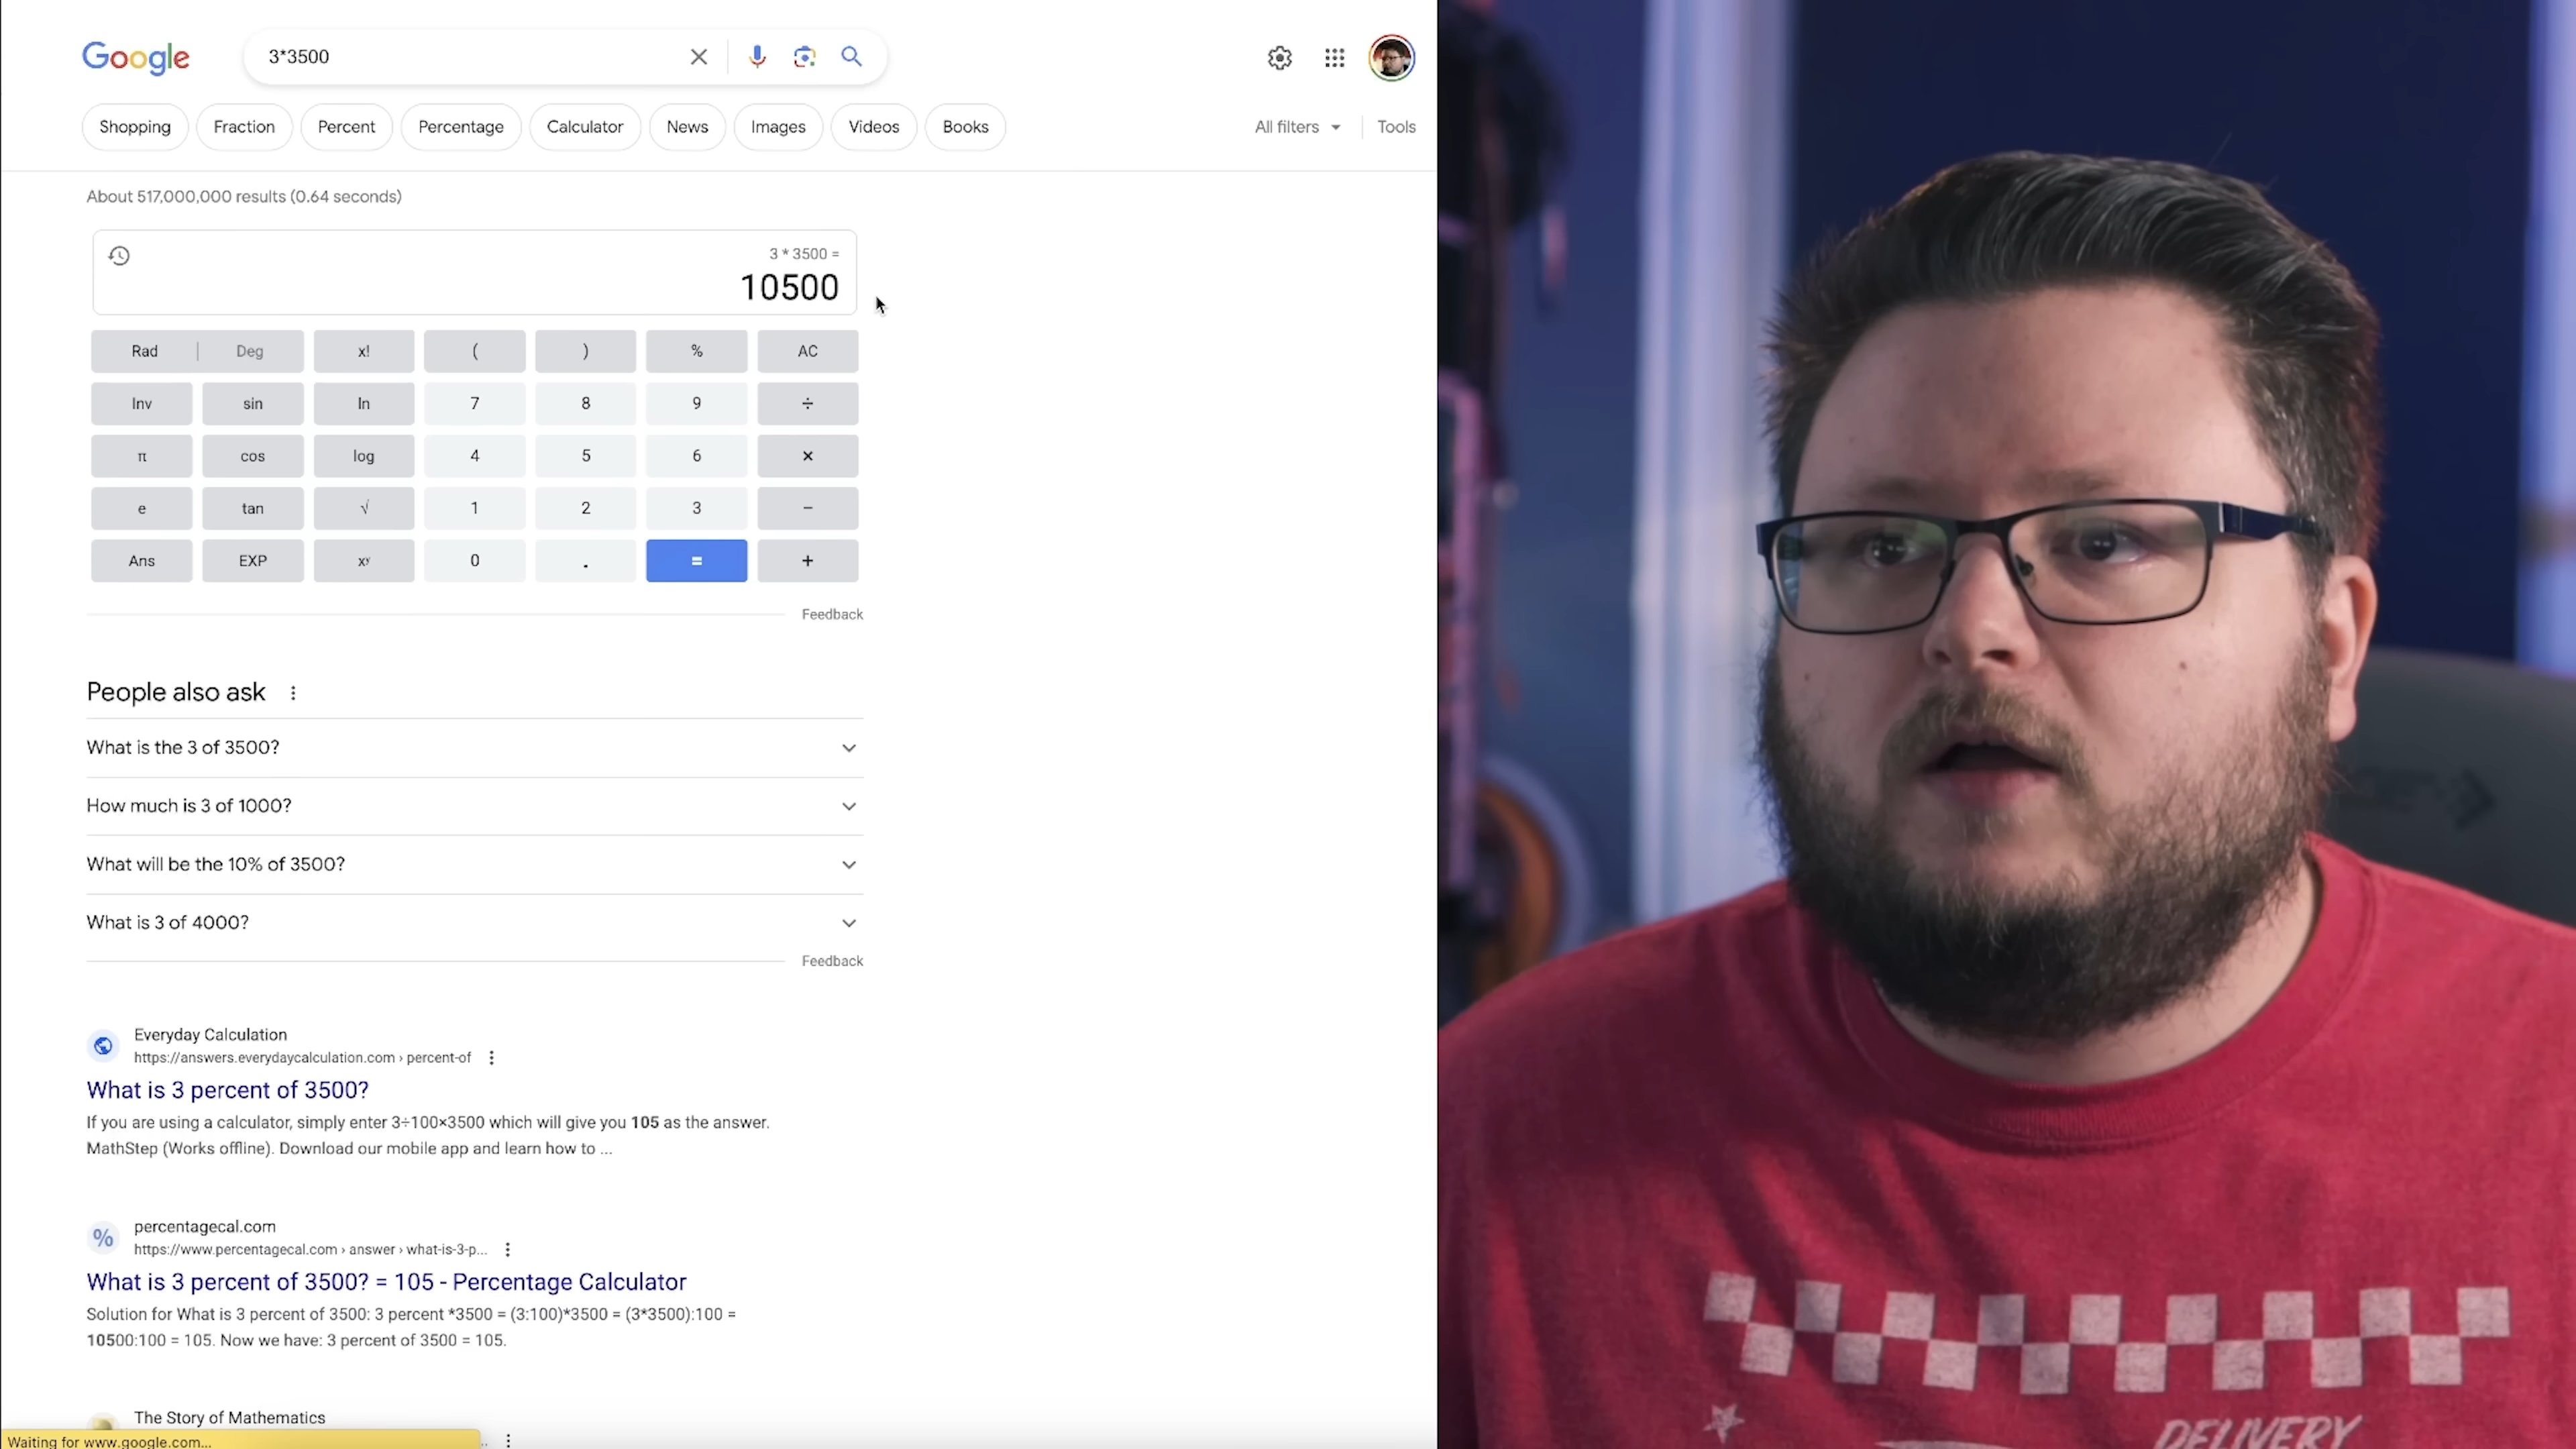 Google
3*3500
Shopping Fraction Percent Percentage Calculator News Images Videos Books All filters Tools
About 517,000,000 results (0.64 seconds)
3 * 3500 =
10500
Rad Deg x! ( ) % AC
Inv sin ln 7 8 9 ÷
π cos log 4 5 6 ×
e tan √ 1 2 3 −
Ans EXP xʸ 0 . = +
Feedback
People also ask
What is the 3 of 3500?
How much is 3 of 1000?
What will be the 10% of 3500?
What is 3 of 4000?
Feedback
Everyday Calculation
https://answers.everydaycalculation.com › percent-of
What is 3 percent of 3500?
If you are using a calculator, simply enter 3÷100×3500 which will give you 105 as the answer.
MathStep (Works offline). Download our mobile app and learn how to ...
%
percentagecal.com
https://www.percentagecal.com › answer › what-is-3-p...
What is 3 percent of 3500? = 105 - Percentage Calculator
Solution for What is 3 percent of 3500: 3 percent *3500 = (3:100)*3500 = (3*3500):100 =
10500:100 = 105. Now we have: 3 percent of 3500 = 105.
The Story of Mathematics
Waiting for www.google.com...
DELIVERY